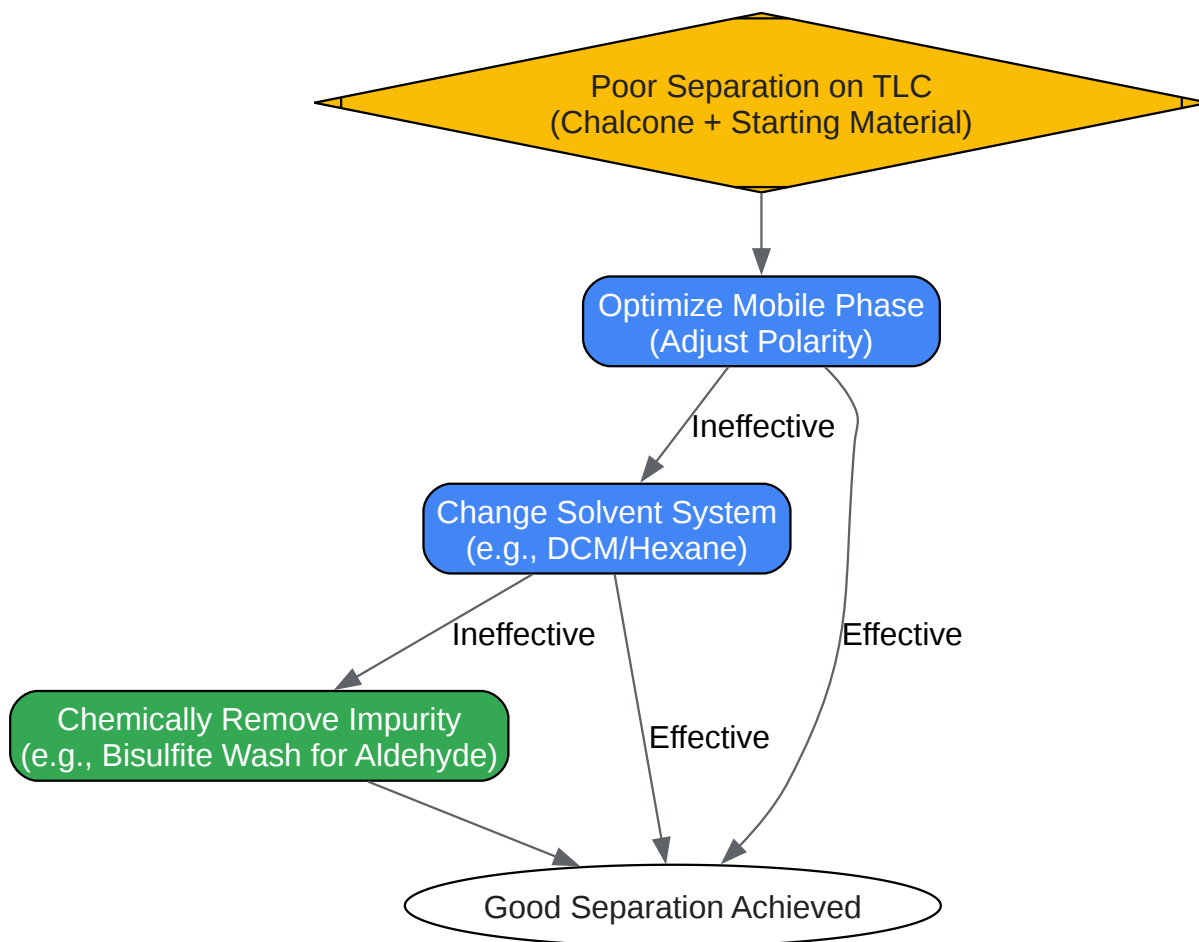 Poor Separation on TLC
(Chalcone + Starting Material)
Optimize Mobile Phase
(Adjust Polarity)
Ineffective
Change Solvent System
(e.g., DCM/Hexane)
Ineffective
Effective
Chemically Remove Impurity
(e.g., Bisulfite Wash for Aldehyde)
Effective
Good Separation Achieved